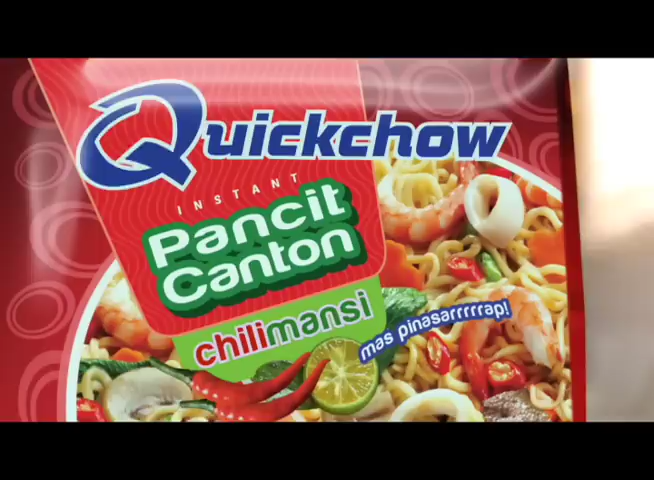 Quickchow
INSTANT
Pancit
Canton
chilimansi
mas pinasarrrrrap!